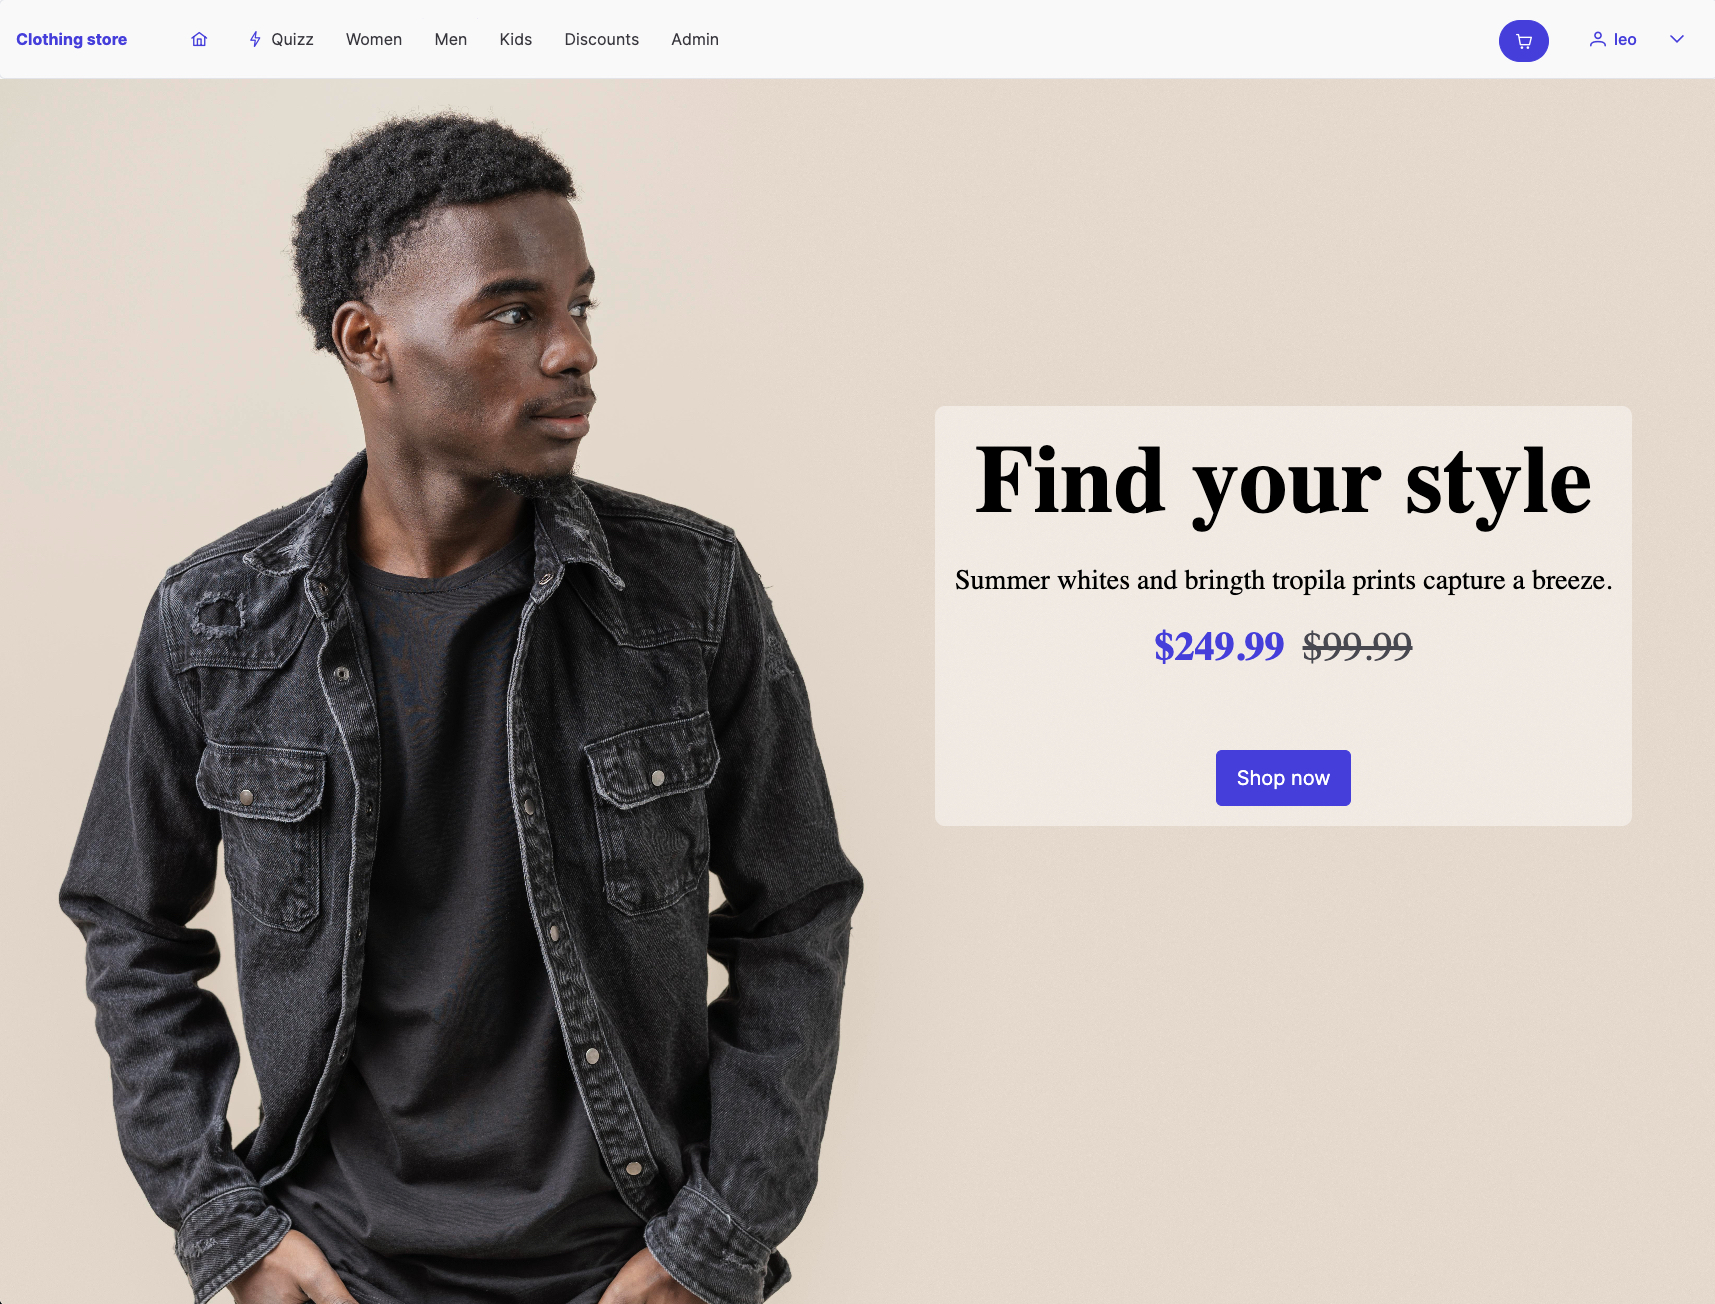 Clothing store Quizz Women Men Kids Discounts Admin leo
Find your style
Summer whites and bringth tropila prints capture a breeze.
$249.99 $99.99
Shop now